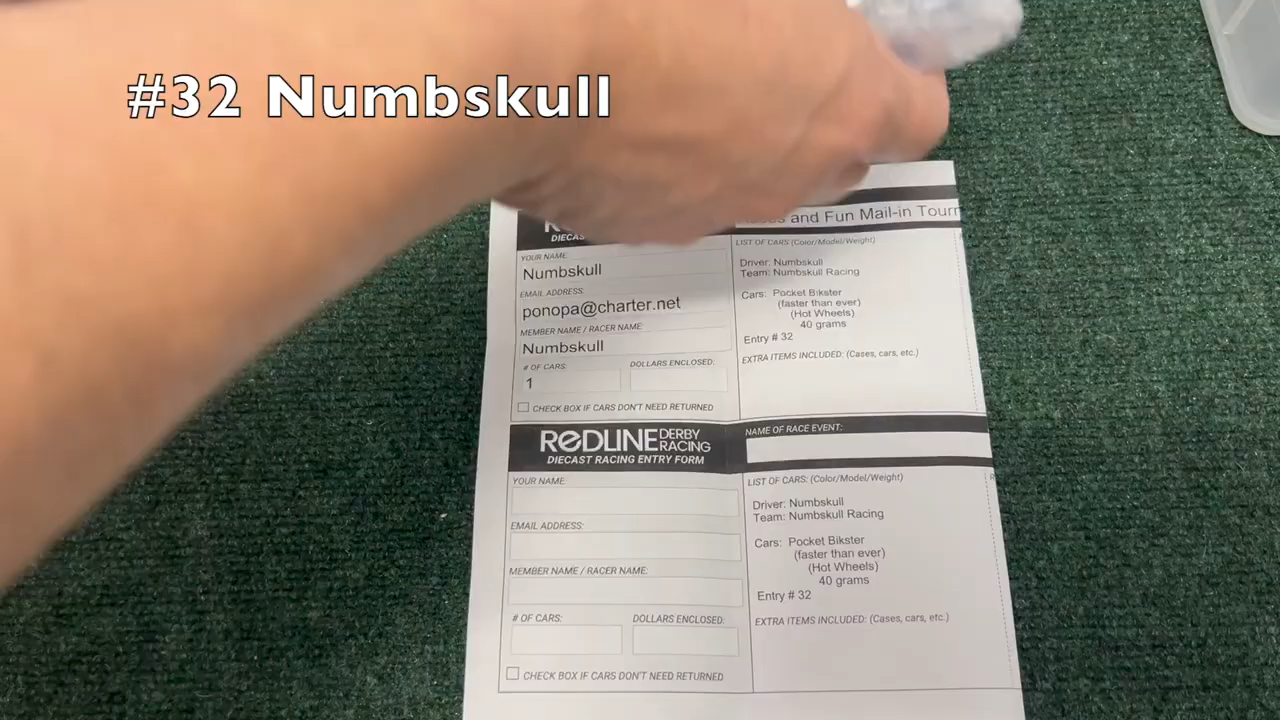 #32 Numbskull
and Fun Mail-in
DIECAS
YOUR NAME:
Numbskull
EMAIL ADDRESS:
ponopa@charter.net
MEMBER NAME / RACER NAME:
Numbskull
# OF CARS:
DOLLARS ENCLOSED:
1
CHECK BOX IF CARS DON'T NEED RETURNED
LIST OF CARS (Color/Model/Weight)
Driver: Numbskull
Team: Numbskull Racing
Cars: Pocket Bikster
(faster than ever)
(Hot Wheels)
40 grams
Entry # 32
EXTRA ITEMS INCLUDED: (Cases, cars, etc.)
REDLINE DERBY RACING
DIECAST RACING ENTRY FORM
NAME OF RACE EVENT:
YOUR NAME:
EMAIL ADDRESS:
MEMBER NAME / RACER NAME:
# OF CARS:
DOLLARS ENCLOSED:
CHECK BOX IF CARS DON'T NEED RETURNED
LIST OF CARS: (Color/Model/Weight)
Driver: Numbskull
Team: Numbskull Racing
Cars: Pocket Bikster
(faster than ever)
(Hot Wheels)
40 grams
Entry # 32
EXTRA ITEMS INCLUDED: (Cases, cars, etc.)